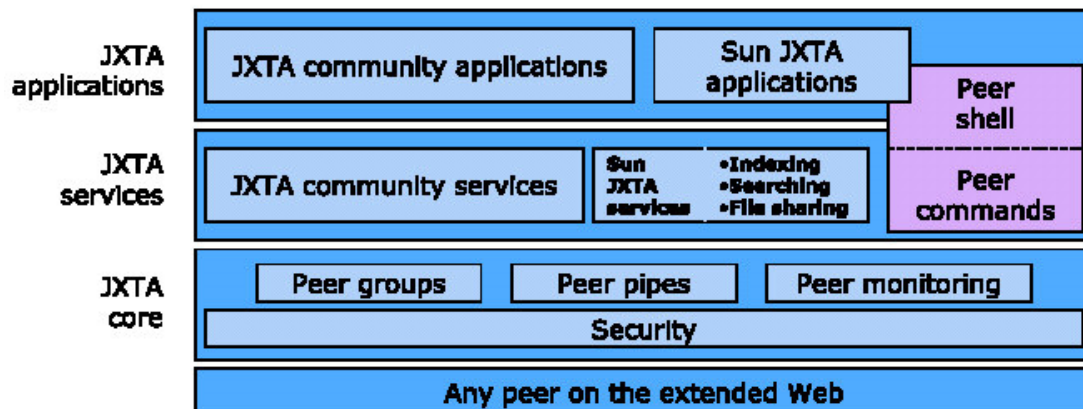 JXTA
applications
JXTA community applications
Sun JXTA
applications
Peer
shell
JXTA
services
JXTA community services
Sun
JXTA
services
•Indexing
•Searching
•File sharing
Peer
commands
JXTA
core
Peer groups
Peer pipes
Peer monitoring
Security
Any peer on the extended Web